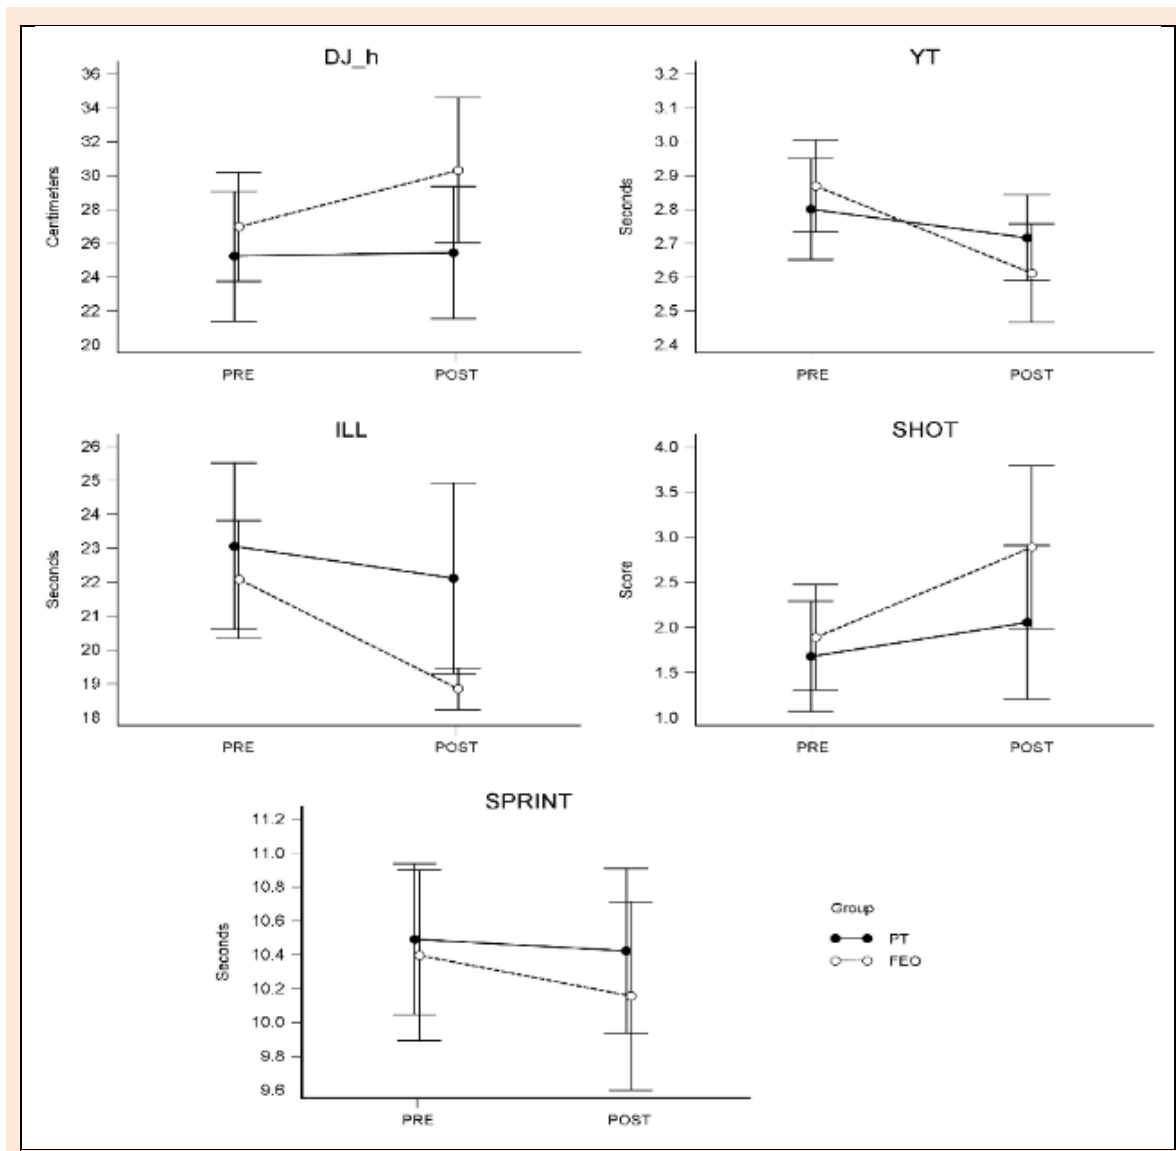 DJ_h
36
34
32
30
28
26
24
22
20
Centimeters
PRE POST
YT
3.2
3.1
3.0
2.9
2.8
2.7
2.6
2.5
2.4
Seconds
PRE POST
ILL
26
25
24
23
22
21
20
19
18
Seconds
PRE POST
SHOT
4.0
3.5
3.0
2.5
2.0
1.5
1.0
Score
PRE POST
SPRINT
11.2
11.0
10.8
10.6
10.4
10.2
10.0
9.8
9.6
Seconds
PRE POST
Group
PT
FEO